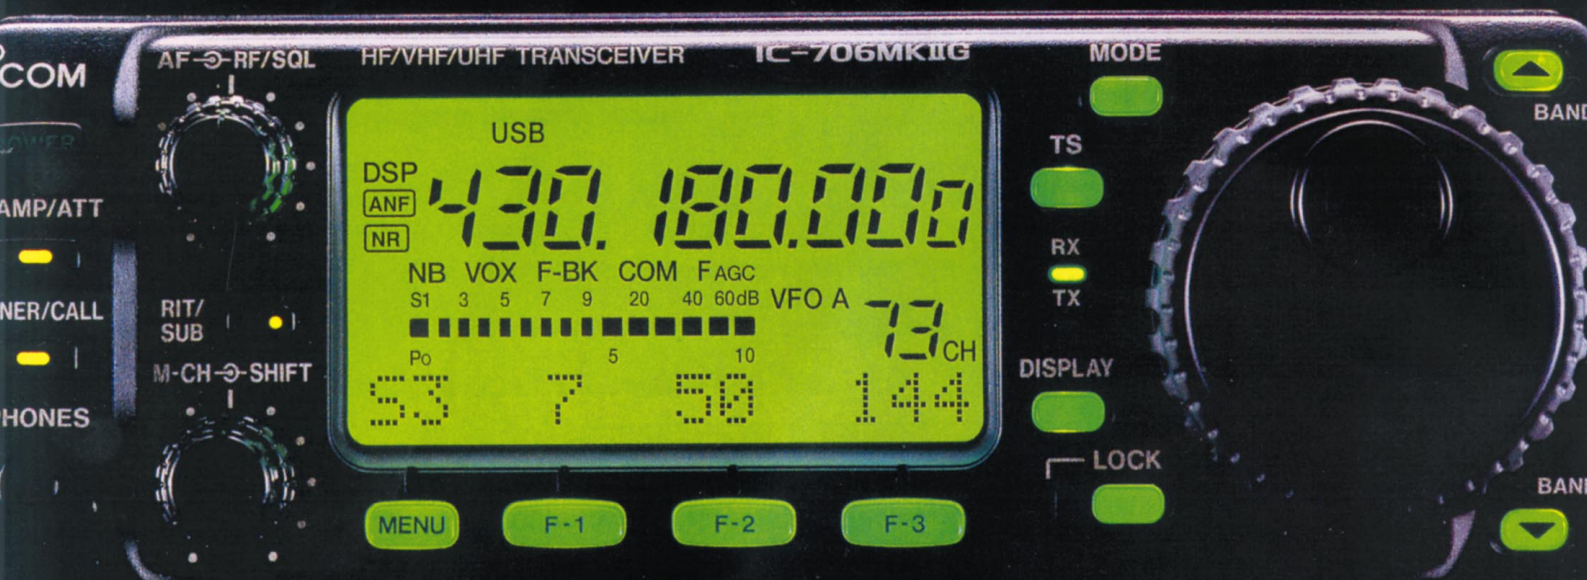 COM
AF RF/SQL
HF/VHF/UHF TRANSCEIVER
IC-706MKIIG
MODE
BAND
POWER
USB
TS
DSP
430.180.000
AMP/ATT
ANF
NR
RX
NB VOX F-BK COM FAGC
S1 3 5 7 9 20 40 60dB VFO A 73CH
TX
NER/CALL
RIT/
SUB
Po 5 10
M-CH SHIFT
DISPLAY
S3 7 50 144
HONES
LOCK
BAND
MENU F-1 F-2 F-3